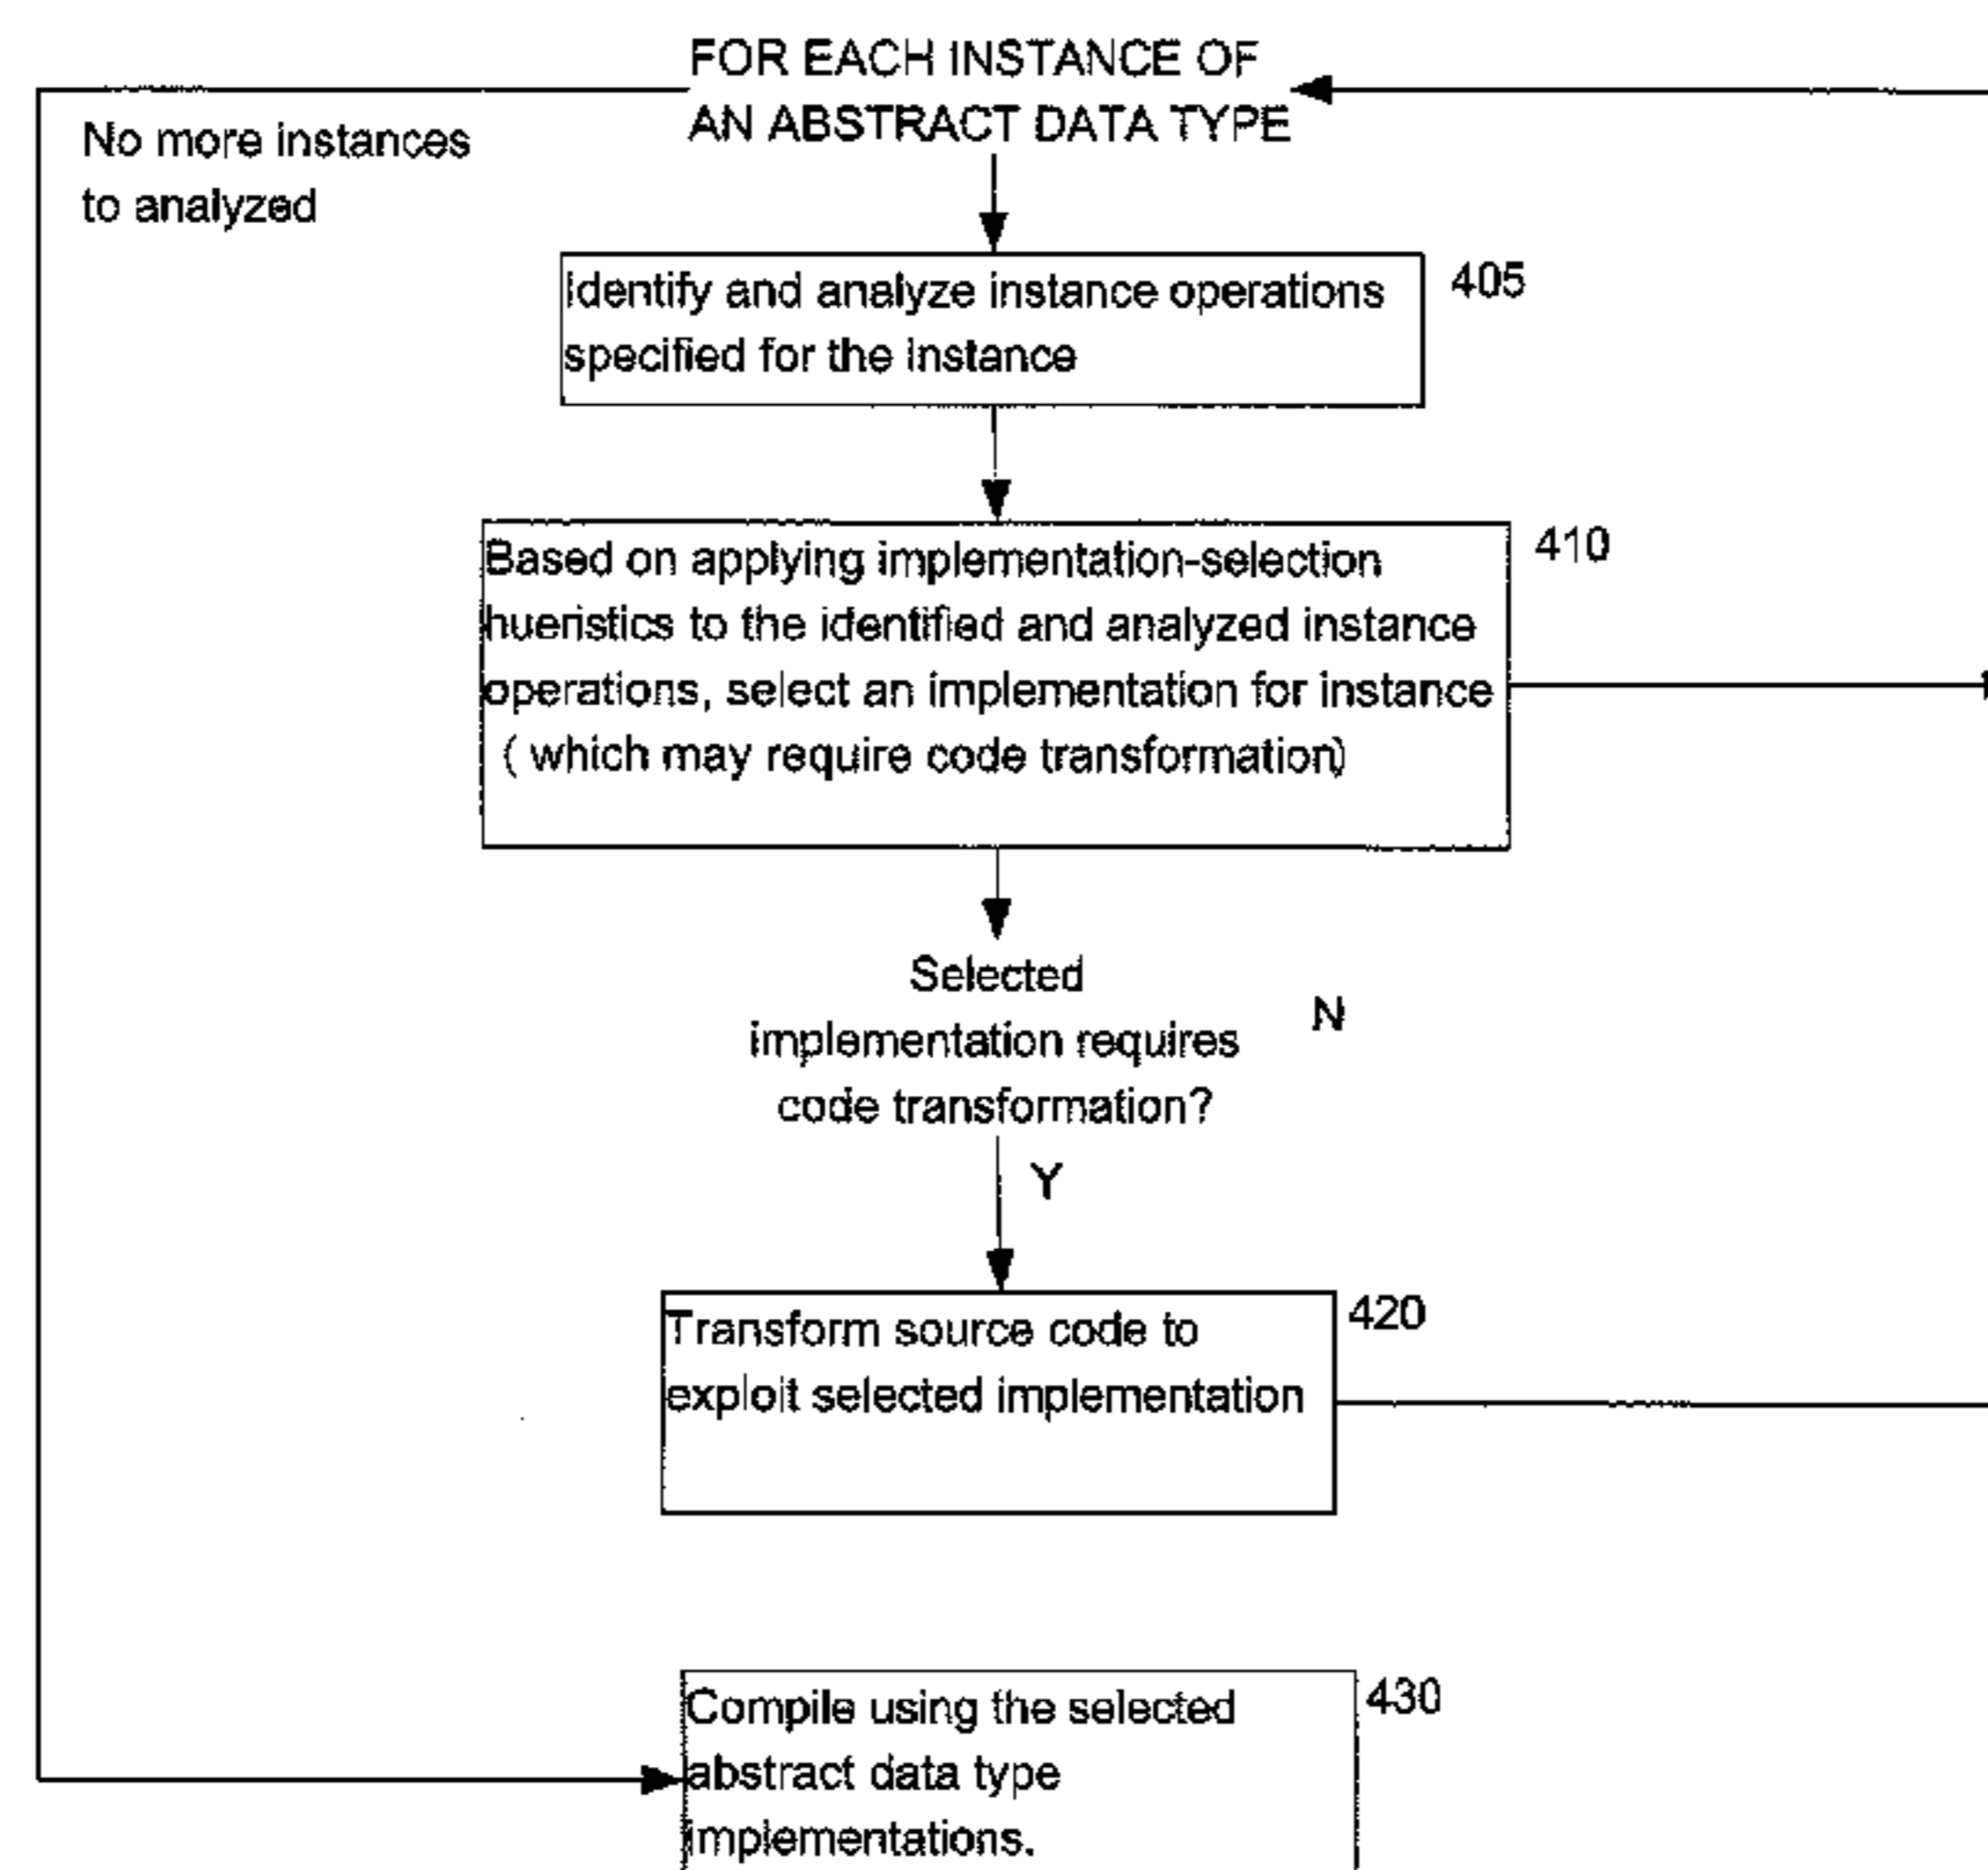 FOR EACH INSTANCE OF
AN ABSTRACT DATA TYPE
No more instances
to analyzed
Identify and analyze instance operations
specified for the instance
405
Based on applying implementation-selection
hueristics to the identified and analyzed instance
operations, select an implementation for instance
( which may require code transformation)
410
Selected
implementation requires
code transformation?
N
Y
Transform source code to
exploit selected implementation
420
Compile using the selected
abstract data type
implementations.
430